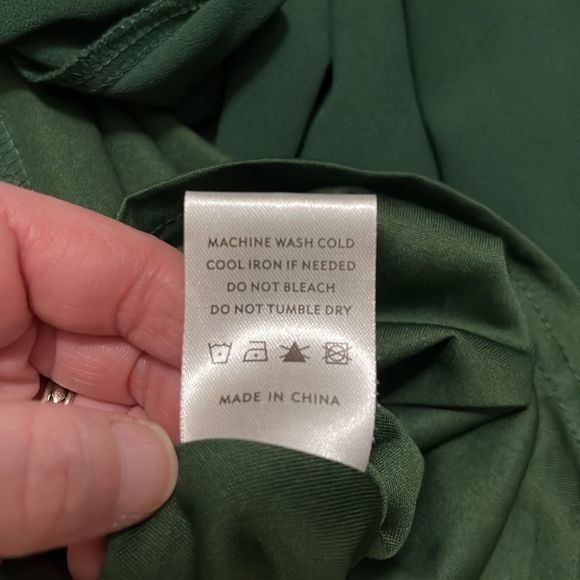 MACHINE WASH COLD
COOL IRON IF NEEDED
DO NOT BLEACH
DO NOT TUMBLE DRY
MADE IN CHINA